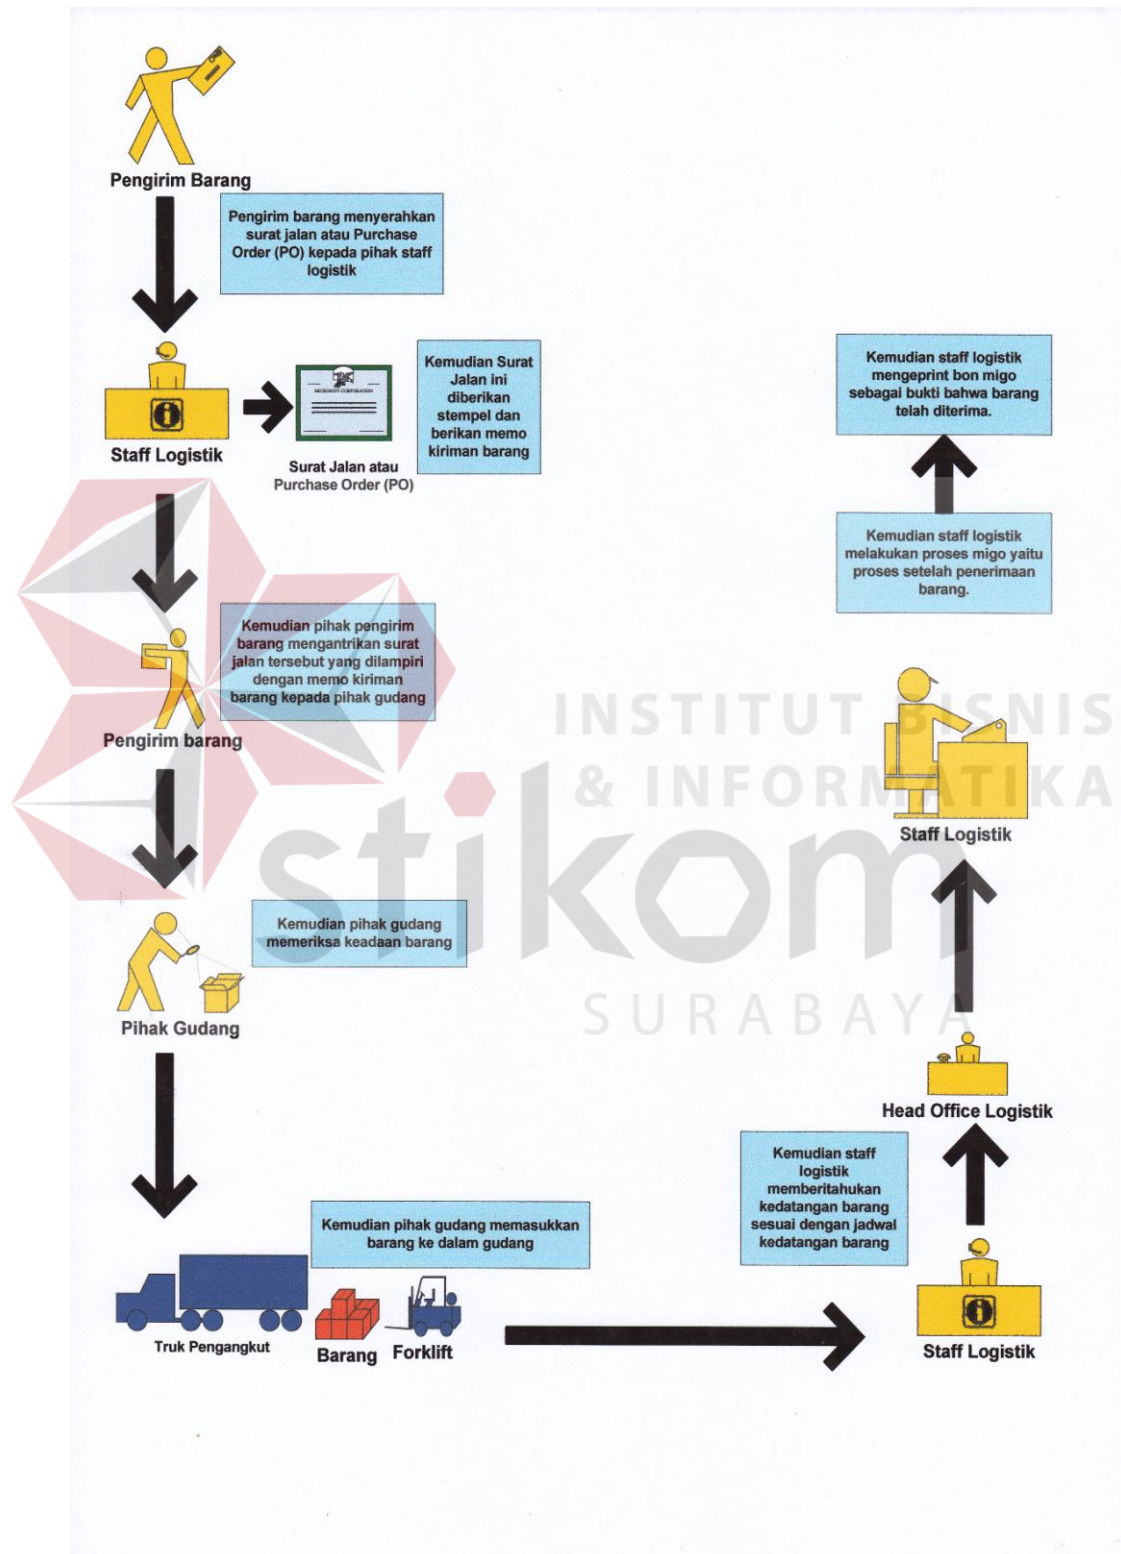 Pengirim Barang
Pengirim barang menyerahkan
surat jalan atau Purchase
Order (PO) kepada pihak staff
logistik
Staff Logistik
MICROSOFT CORPORATION
Surat Jalan atau
Purchase Order (PO)
Kemudian Surat
Jalan ini
diberikan
stempel dan
berikan memo
kiriman barang
Kemudian pihak pengirim
barang mengantrikan surat
jalan tersebut yang dilampiri
dengan memo kiriman
barang kepada pihak gudang
Pengirim barang
Kemudian pihak gudang
memeriksa keadaan barang
Pihak Gudang
Kemudian pihak gudang memasukkan
barang ke dalam gudang
Truk Pengangkut
Barang
Forklift
Staff Logistik
Kemudian staff
logistik
memberitahukan
kedatangan barang
sesuai dengan jadwal
kedatangan barang
Head Office Logistik
Staff Logistik
Kemudian staff logistik
melakukan proses migo yaitu
proses setelah penerimaan
barang.
Kemudian staff logistik
mengeprint bon migo
sebagai bukti bahwa barang
telah diterima.
INSTITUT BISNIS
& INFORMATIKA
stikom
SURABAYA